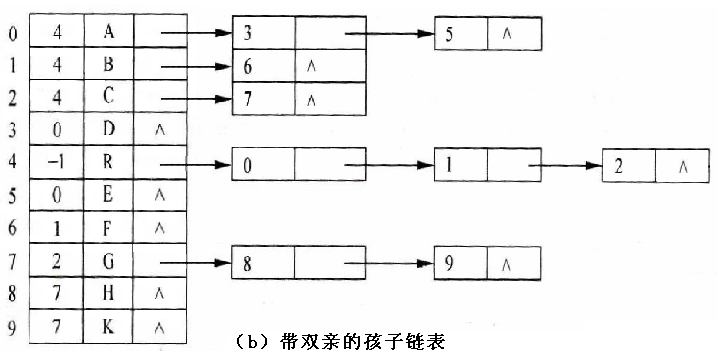 0 4 A 3 5 ∧
1 4 B 6 ∧
2 4 C 7 ∧
3 0 D ∧
4 -1 R 0 1 2 ∧
5 0 E ∧
6 1 F ∧
7 2 G 8 9 ∧
8 7 H ∧
9 7 K ∧
(b) 带双亲的孩子链表